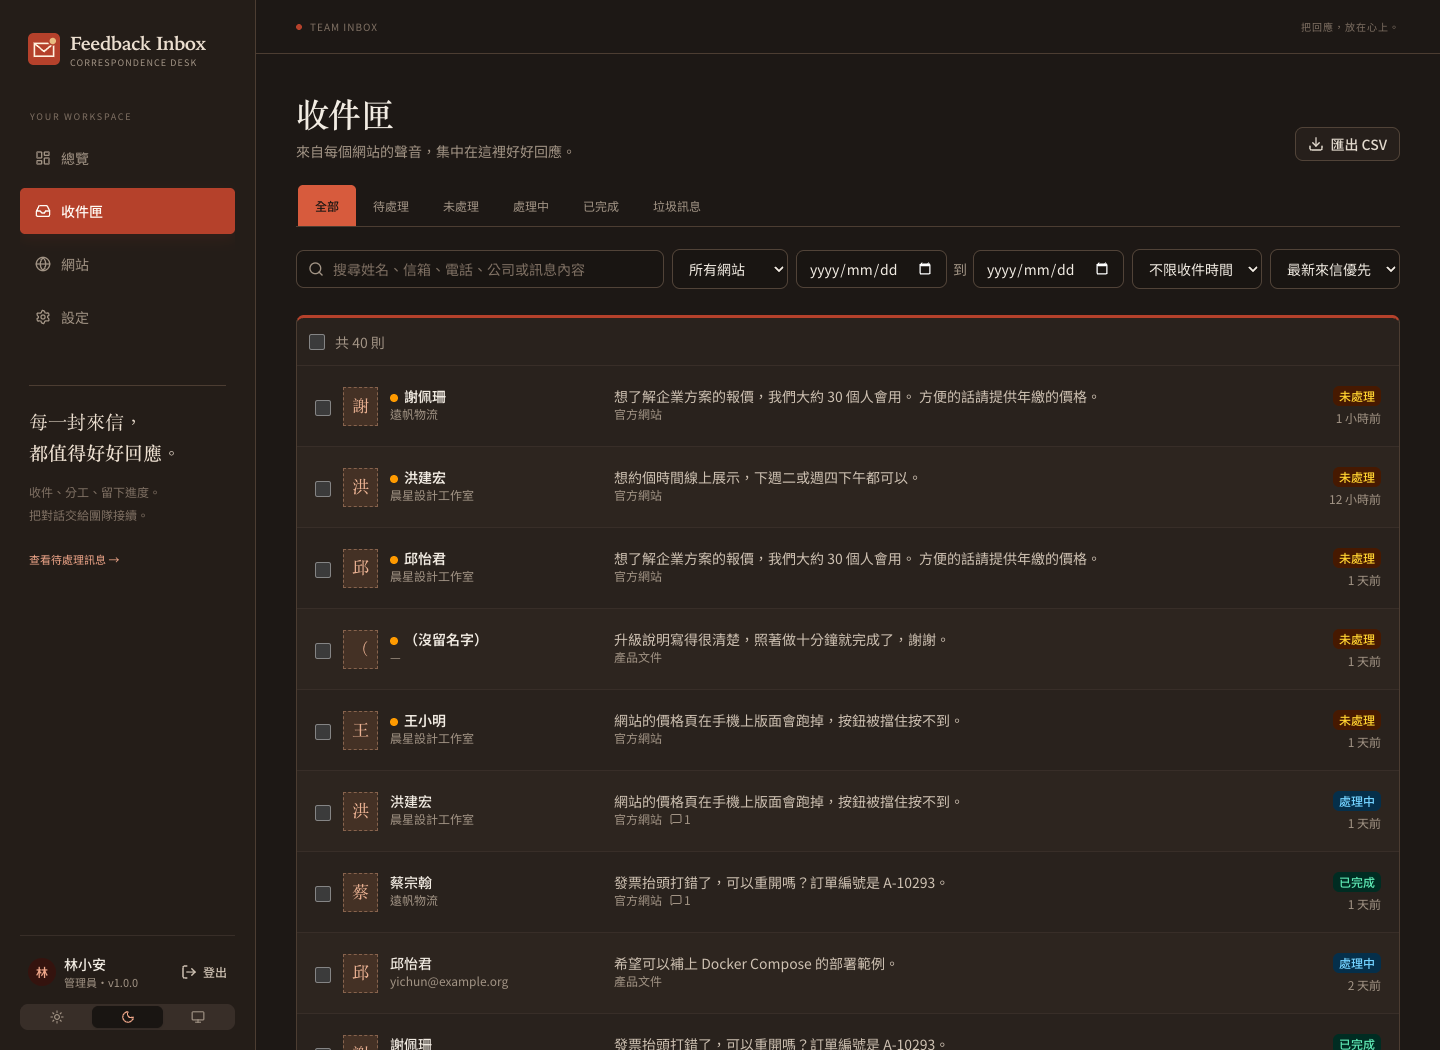 Feedback Inbox
CORRESPONDENCE DESK
YOUR WORKSPACE
總覽
收件匣
網站
設定
每一封來信，
都值得好好回應。
收件、分工、留下進度。
把對話交給團隊接續。
查看待處理訊息 →
林
林小安
管理員・v1.0.0
登出
TEAM INBOX
把回應，放在心上。
收件匣
來自每個網站的聲音，集中在這裡好好回應。
匯出 CSV
全部
待處理
未處理
處理中
已完成
垃圾訊息
搜尋姓名、信箱、電話、公司或訊息內容
所有網站
yyyy/mm/dd
到
yyyy/mm/dd
不限收件時間
最新來信優先
共 40 則
謝
謝佩珊
遠帆物流
想了解企業方案的報價，我們大約 30 個人會用。 方便的話請提供年繳的價格。
官方網站
未處理
1 小時前
洪
洪建宏
晨星設計工作室
想約個時間線上展示，下週二或週四下午都可以。
官方網站
未處理
12 小時前
邱
邱怡君
晨星設計工作室
想了解企業方案的報價，我們大約 30 個人會用。 方便的話請提供年繳的價格。
官方網站
未處理
1 天前
（
（沒留名字）
—
升級說明寫得很清楚，照著做十分鐘就完成了，謝謝。
產品文件
未處理
1 天前
王
王小明
晨星設計工作室
網站的價格頁在手機上版面會跑掉，按鈕被擋住按不到。
官方網站
未處理
1 天前
洪
洪建宏
晨星設計工作室
網站的價格頁在手機上版面會跑掉，按鈕被擋住按不到。
官方網站 1
處理中
1 天前
蔡
蔡宗翰
遠帆物流
發票抬頭打錯了，可以重開嗎？訂單編號是 A-10293。
官方網站 1
已完成
1 天前
邱
邱怡君
yichun@example.org
希望可以補上 Docker Compose 的部署範例。
產品文件
處理中
2 天前
謝
謝佩珊
發票抬頭打錯了，可以重開嗎？訂單編號是 A-10293。
已完成